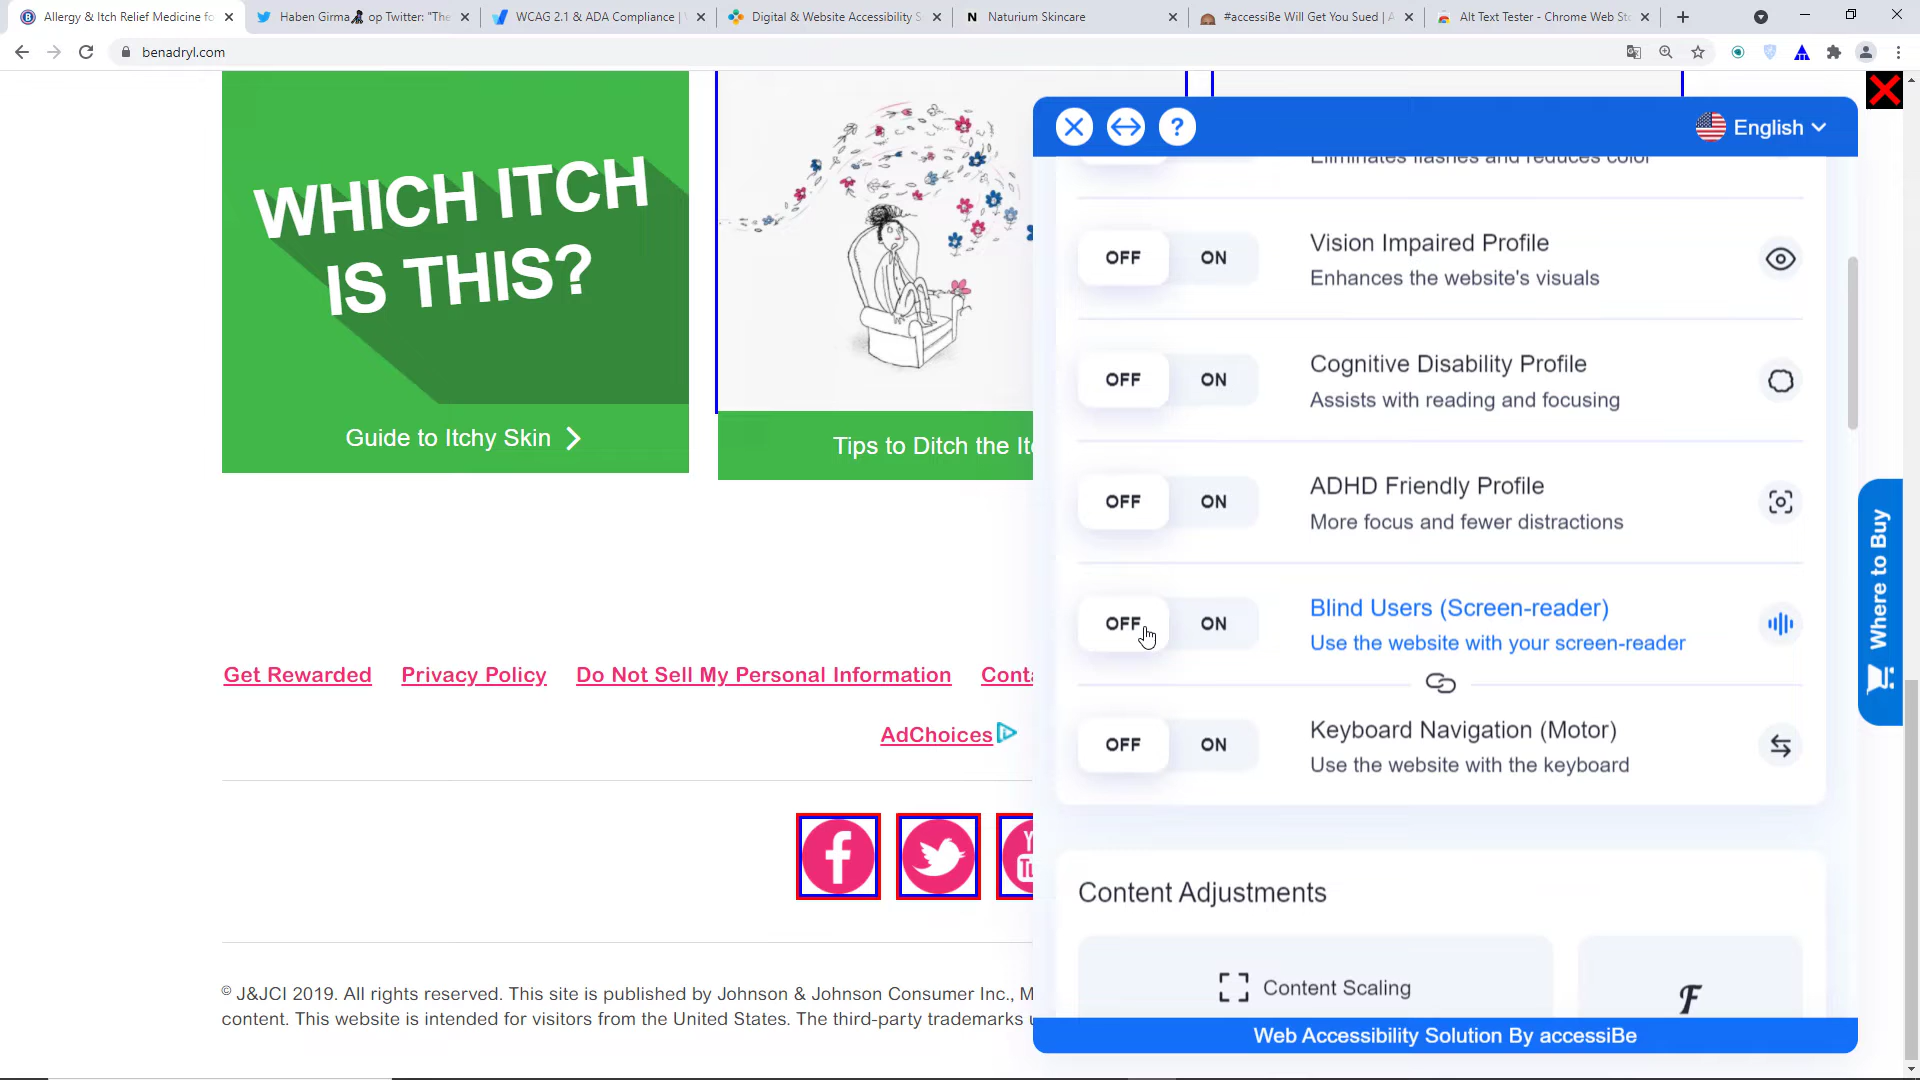 Allergy & Itch Relief Medicine fo
Haben Girma op Twitter: "The
WCAG 2.1 & ADA Compliance |
Digital & Website Accessibility S
Naturium Skincare
#accessiBe Will Get You Sued | A
Alt Text Tester - Chrome Web Sto
benadryl.com
WHICH ITCH
IS THIS?
Guide to Itchy Skin
Tips to Ditch the Itc
English
Eliminates flashes and reduces color
OFF ON Vision Impaired Profile
Enhances the website's visuals
OFF ON Cognitive Disability Profile
Assists with reading and focusing
OFF ON ADHD Friendly Profile
More focus and fewer distractions
OFF ON Blind Users (Screen-reader)
Use the website with your screen-reader
OFF ON Keyboard Navigation (Motor)
Use the website with the keyboard
Content Adjustments
Content Scaling
Web Accessibility Solution By accessiBe
Where to Buy
Get Rewarded Privacy Policy Do Not Sell My Personal Information Conta
AdChoices
© J&JCI 2019. All rights reserved. This site is published by Johnson & Johnson Consumer Inc., M
content. This website is intended for visitors from the United States. The third-party trademarks u